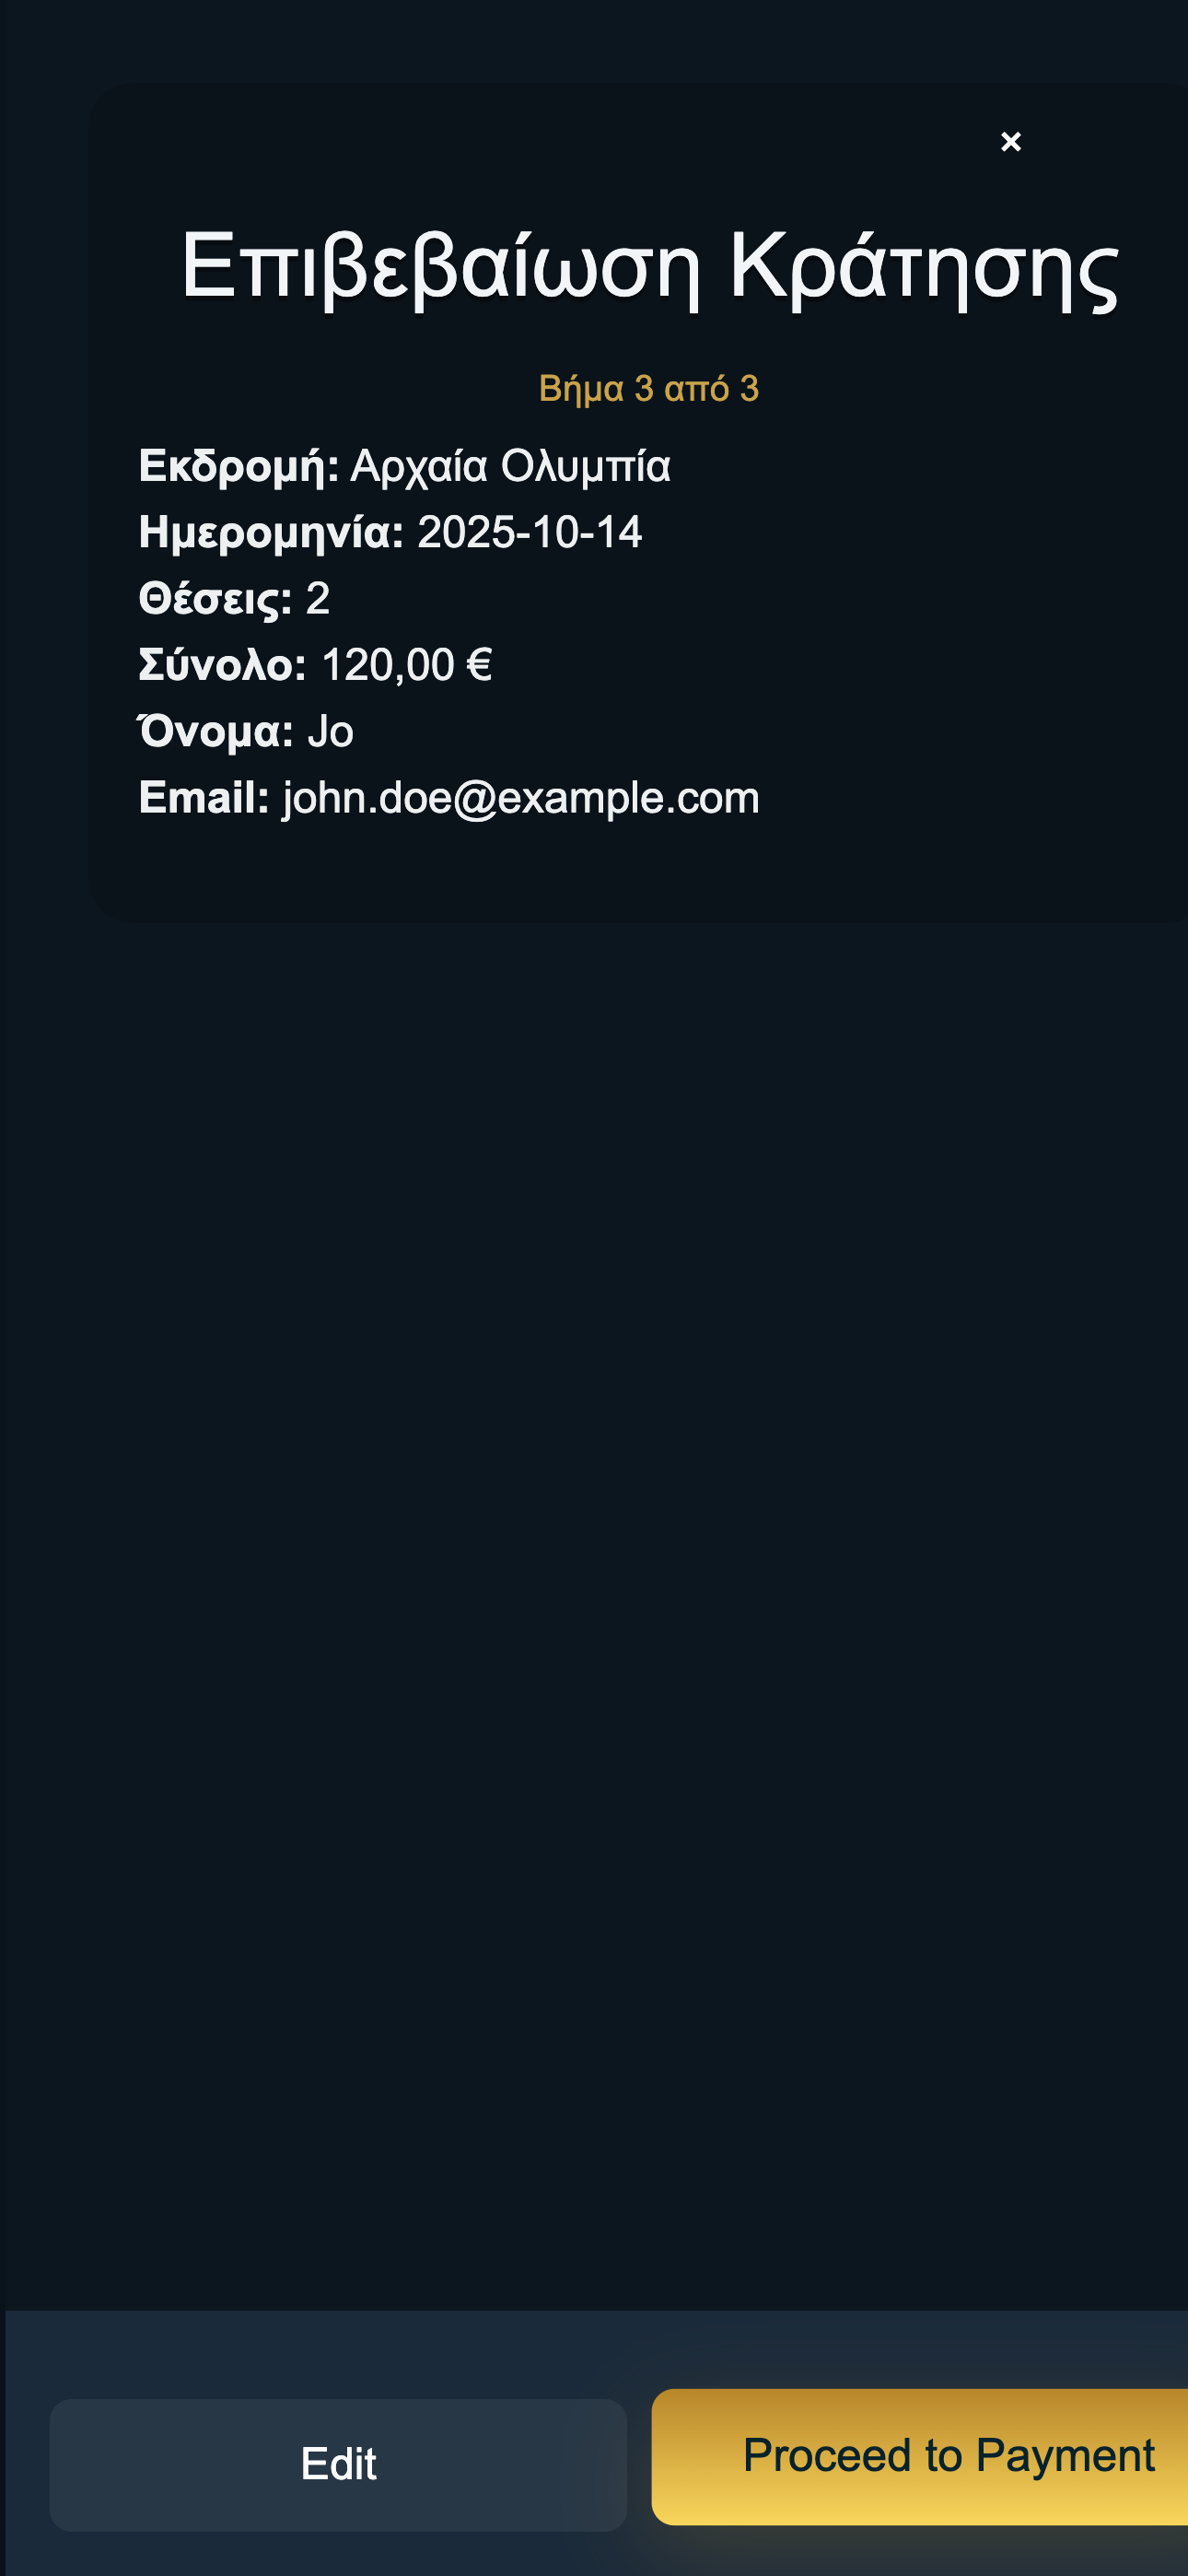 ×
Επιβεβαίωση Κράτησης
Βήμα 3 από 3
Εκδρομή: Αρχαία Ολυμπία
Ημερομηνία: 2025-10-14
Θέσεις: 2
Σύνολο: 120,00 €
Όνομα: Jo
Email: john.doe@example.com
Edit
Proceed to Payment